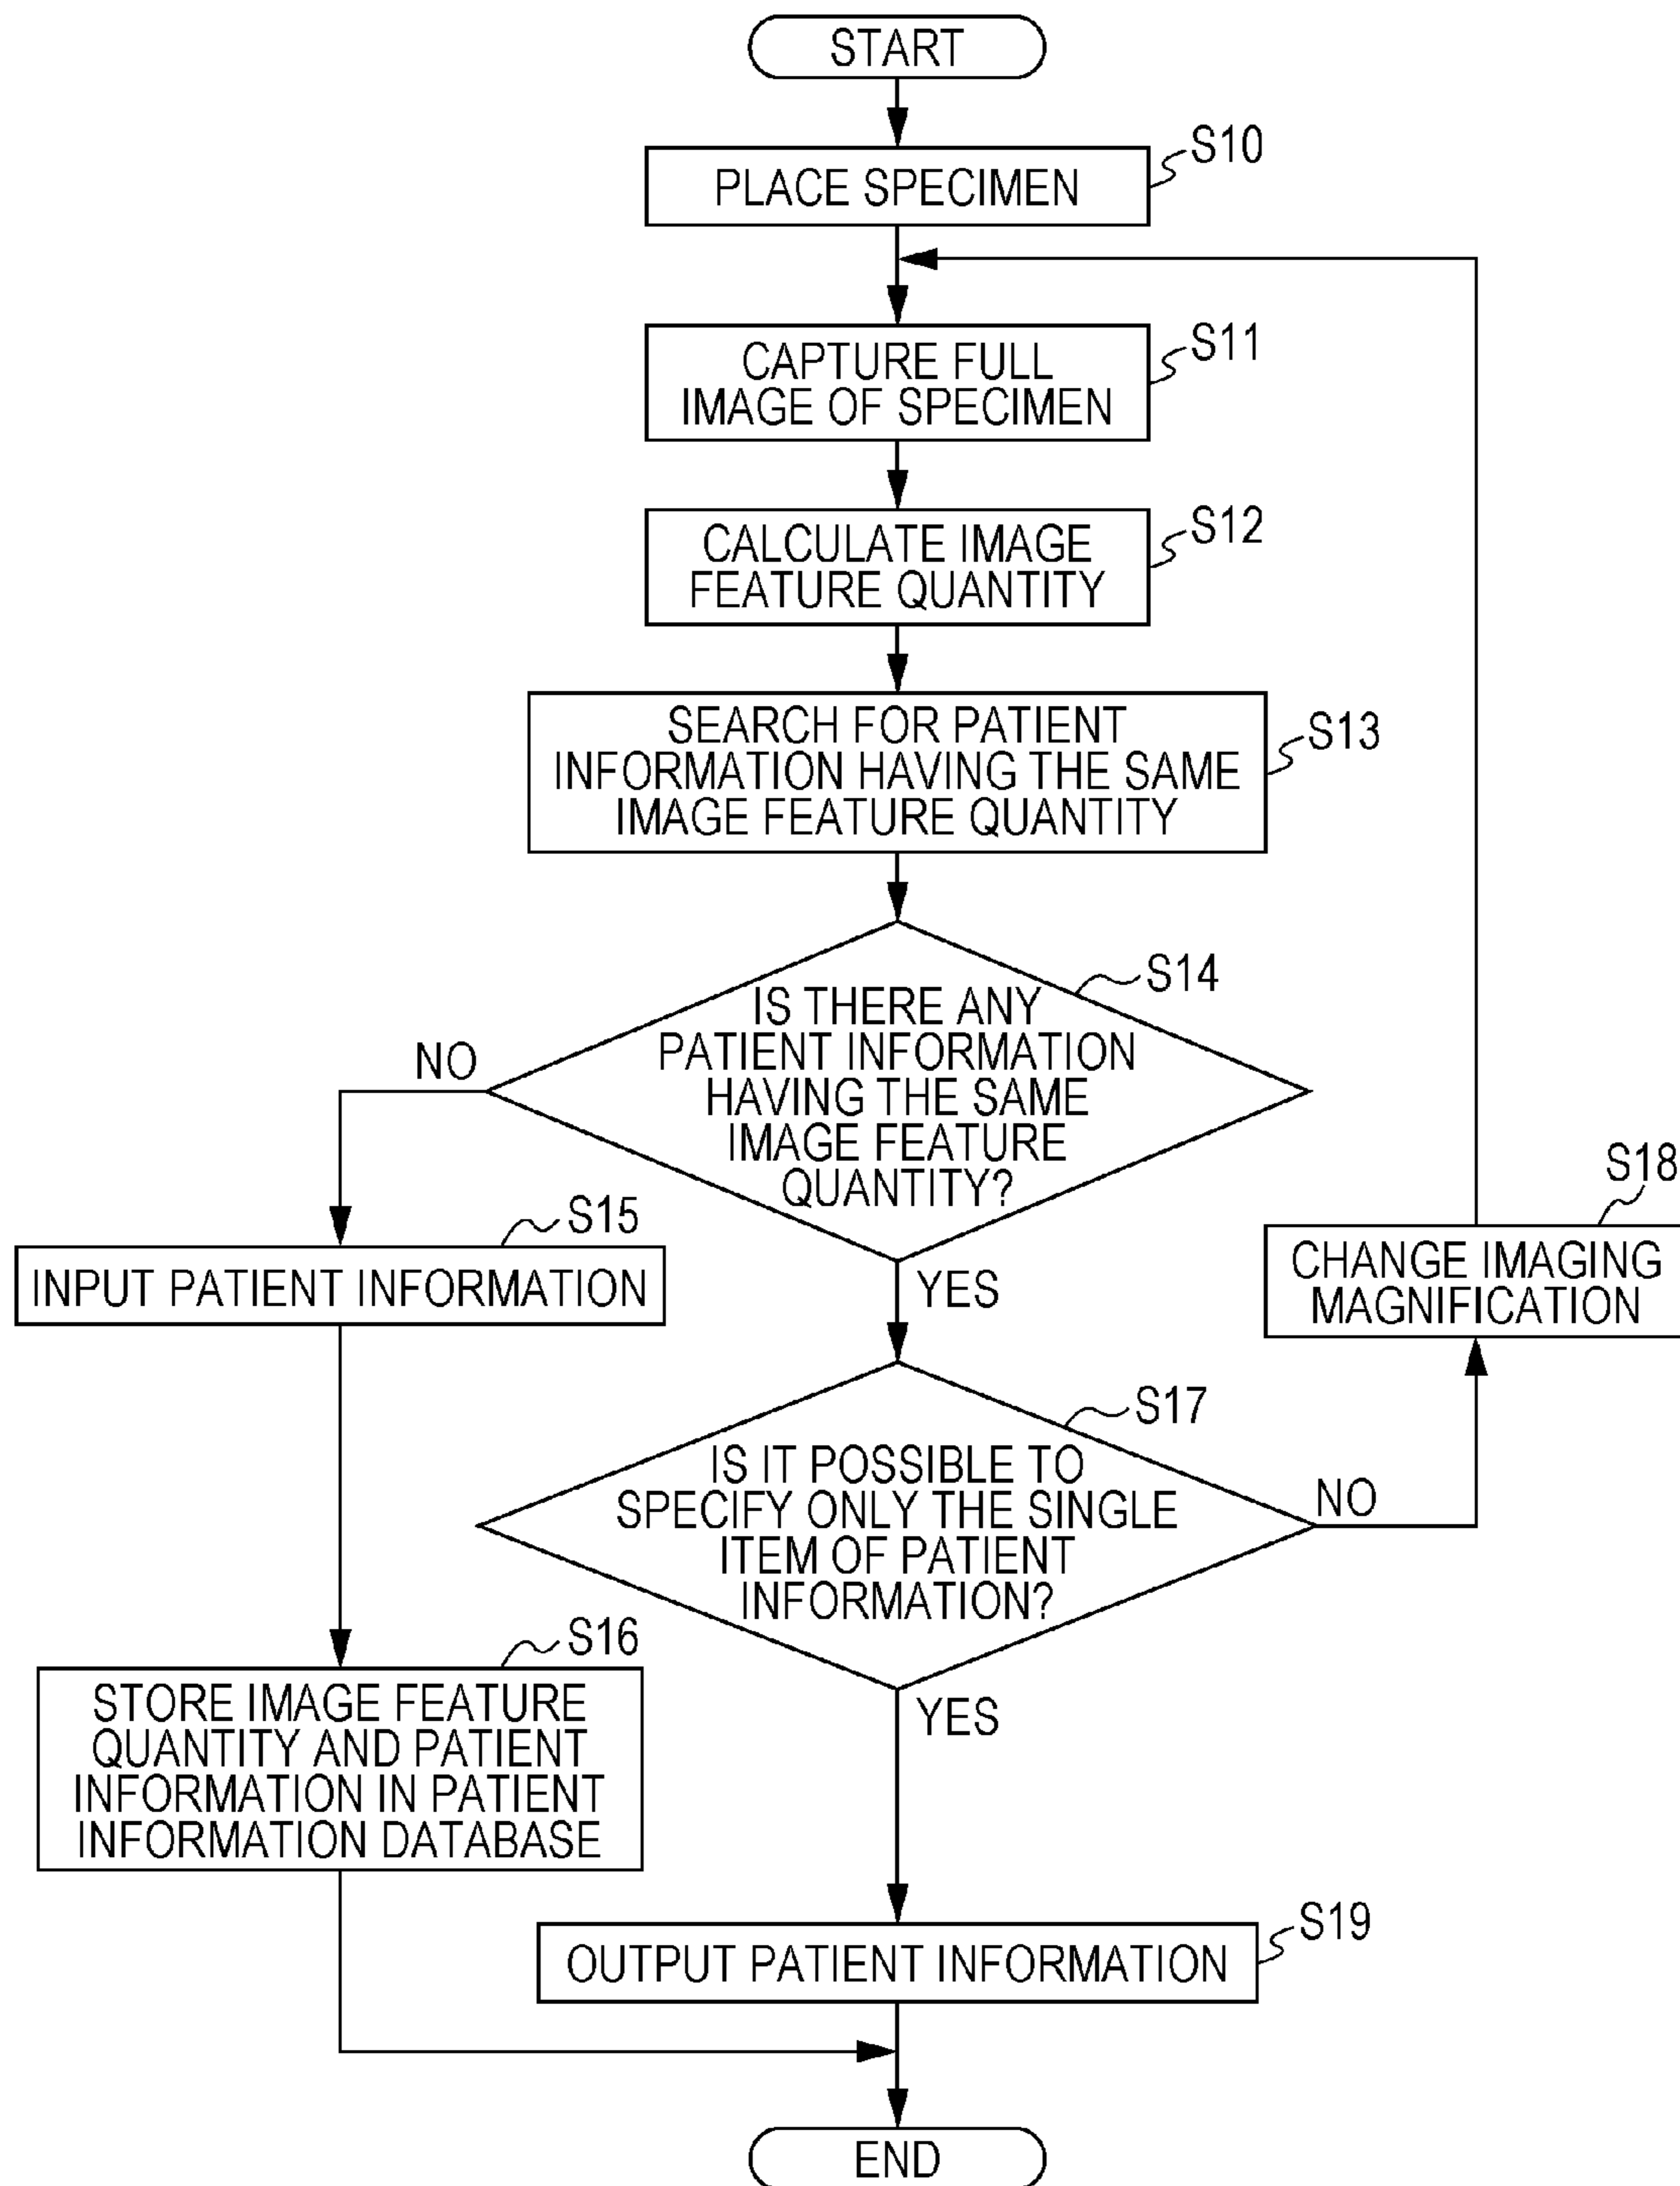 START
S10
PLACE SPECIMEN
S11
CAPTURE FULL
IMAGE OF SPECIMEN
S12
CALCULATE IMAGE
FEATURE QUANTITY
S13
SEARCH FOR PATIENT
INFORMATION HAVING THE SAME
IMAGE FEATURE QUANTITY
S14
IS THERE ANY
PATIENT INFORMATION
HAVING THE SAME
IMAGE FEATURE
QUANTITY?
NO
YES
S15
INPUT PATIENT INFORMATION
S16
STORE IMAGE FEATURE
QUANTITY AND PATIENT
INFORMATION IN PATIENT
INFORMATION DATABASE
S17
IS IT POSSIBLE TO
SPECIFY ONLY THE SINGLE
ITEM OF PATIENT
INFORMATION?
NO
YES
S18
CHANGE IMAGING
MAGNIFICATION
S19
OUTPUT PATIENT INFORMATION
END